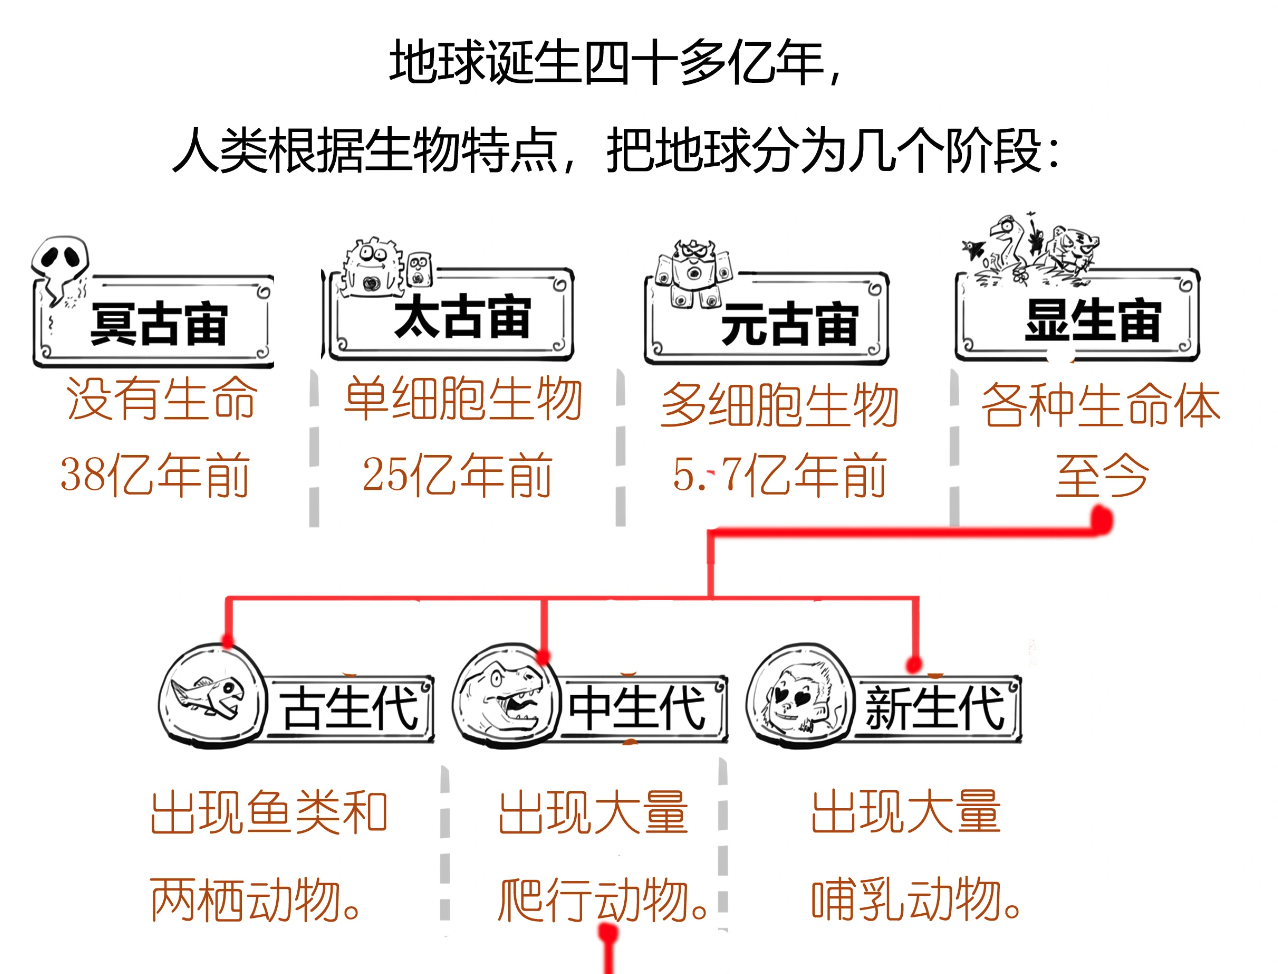 地球诞生四十多亿年，
人类根据生物特点，把地球分为几个阶段：
冥古宙 太古宙 元古宙 显生宙
没有生命 单细胞生物 多细胞生物 各种生命体
38亿年前 25亿年前 5.7亿年前 至今
古生代 中生代 新生代
出现鱼类和 出现大量 出现大量
两栖动物。 爬行动物。 哺乳动物。